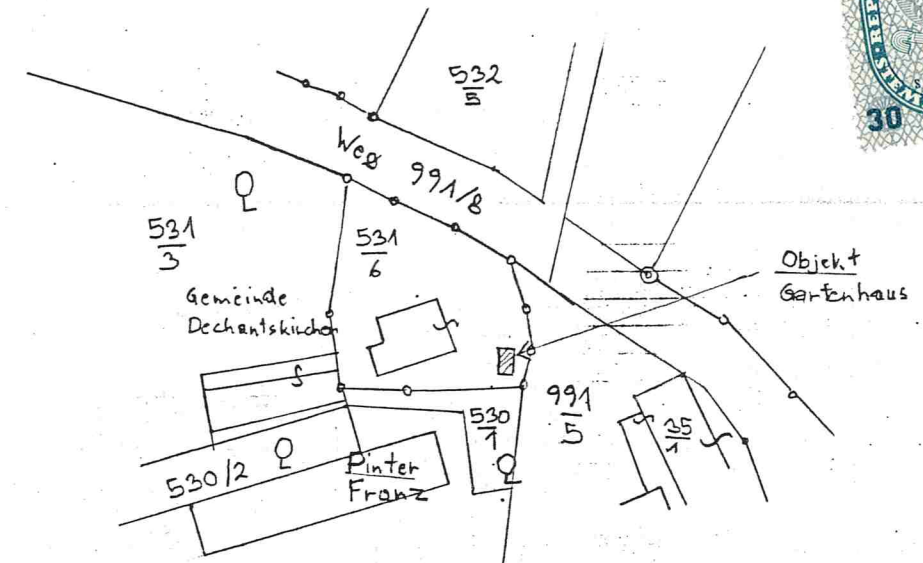 532
5
30
Weg 991/8
531
3
531
6
Objekt
Gartenhaus
Gemeinde
Dechantskirchen
991
5
530
1
35
1
530/2
Pinter
Franz